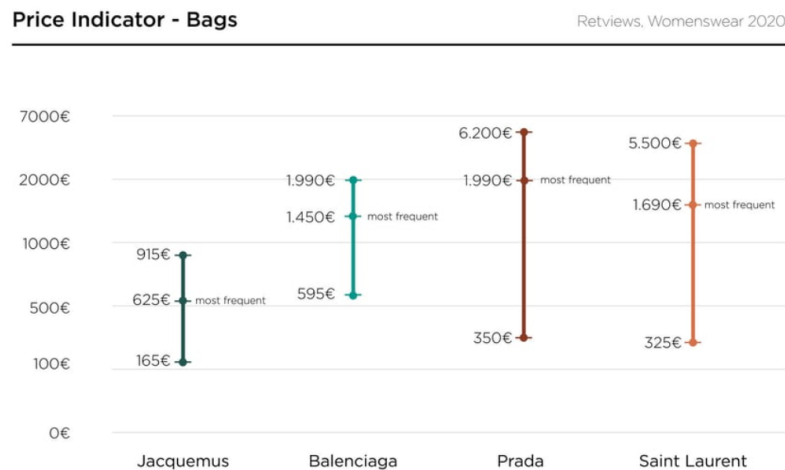 Price Indicator - Bags
Retviews, Womenswear 2020
7000€
6.200€
5.500€
2000€
1.990€
1.990€ most frequent
1.690€ most frequent
1.450€ most frequent
1000€
915€
625€ most frequent
595€
500€
350€
325€
165€
100€
0€
Jacquemus Balenciaga Prada Saint Laurent